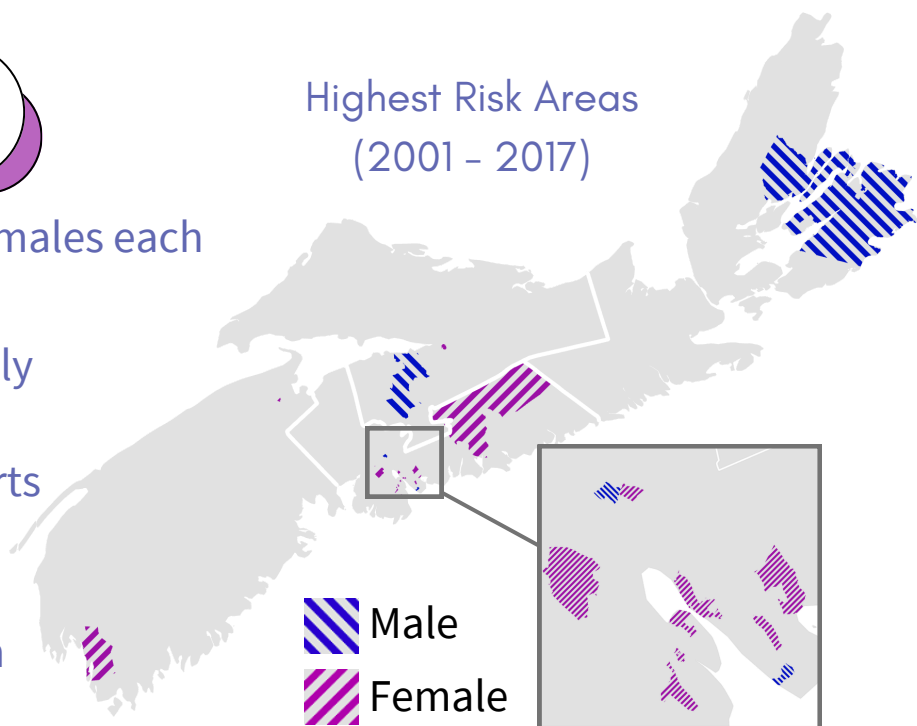 Highest Risk Areas
(2001 - 2017)
males each
ly
rts
Male
Female